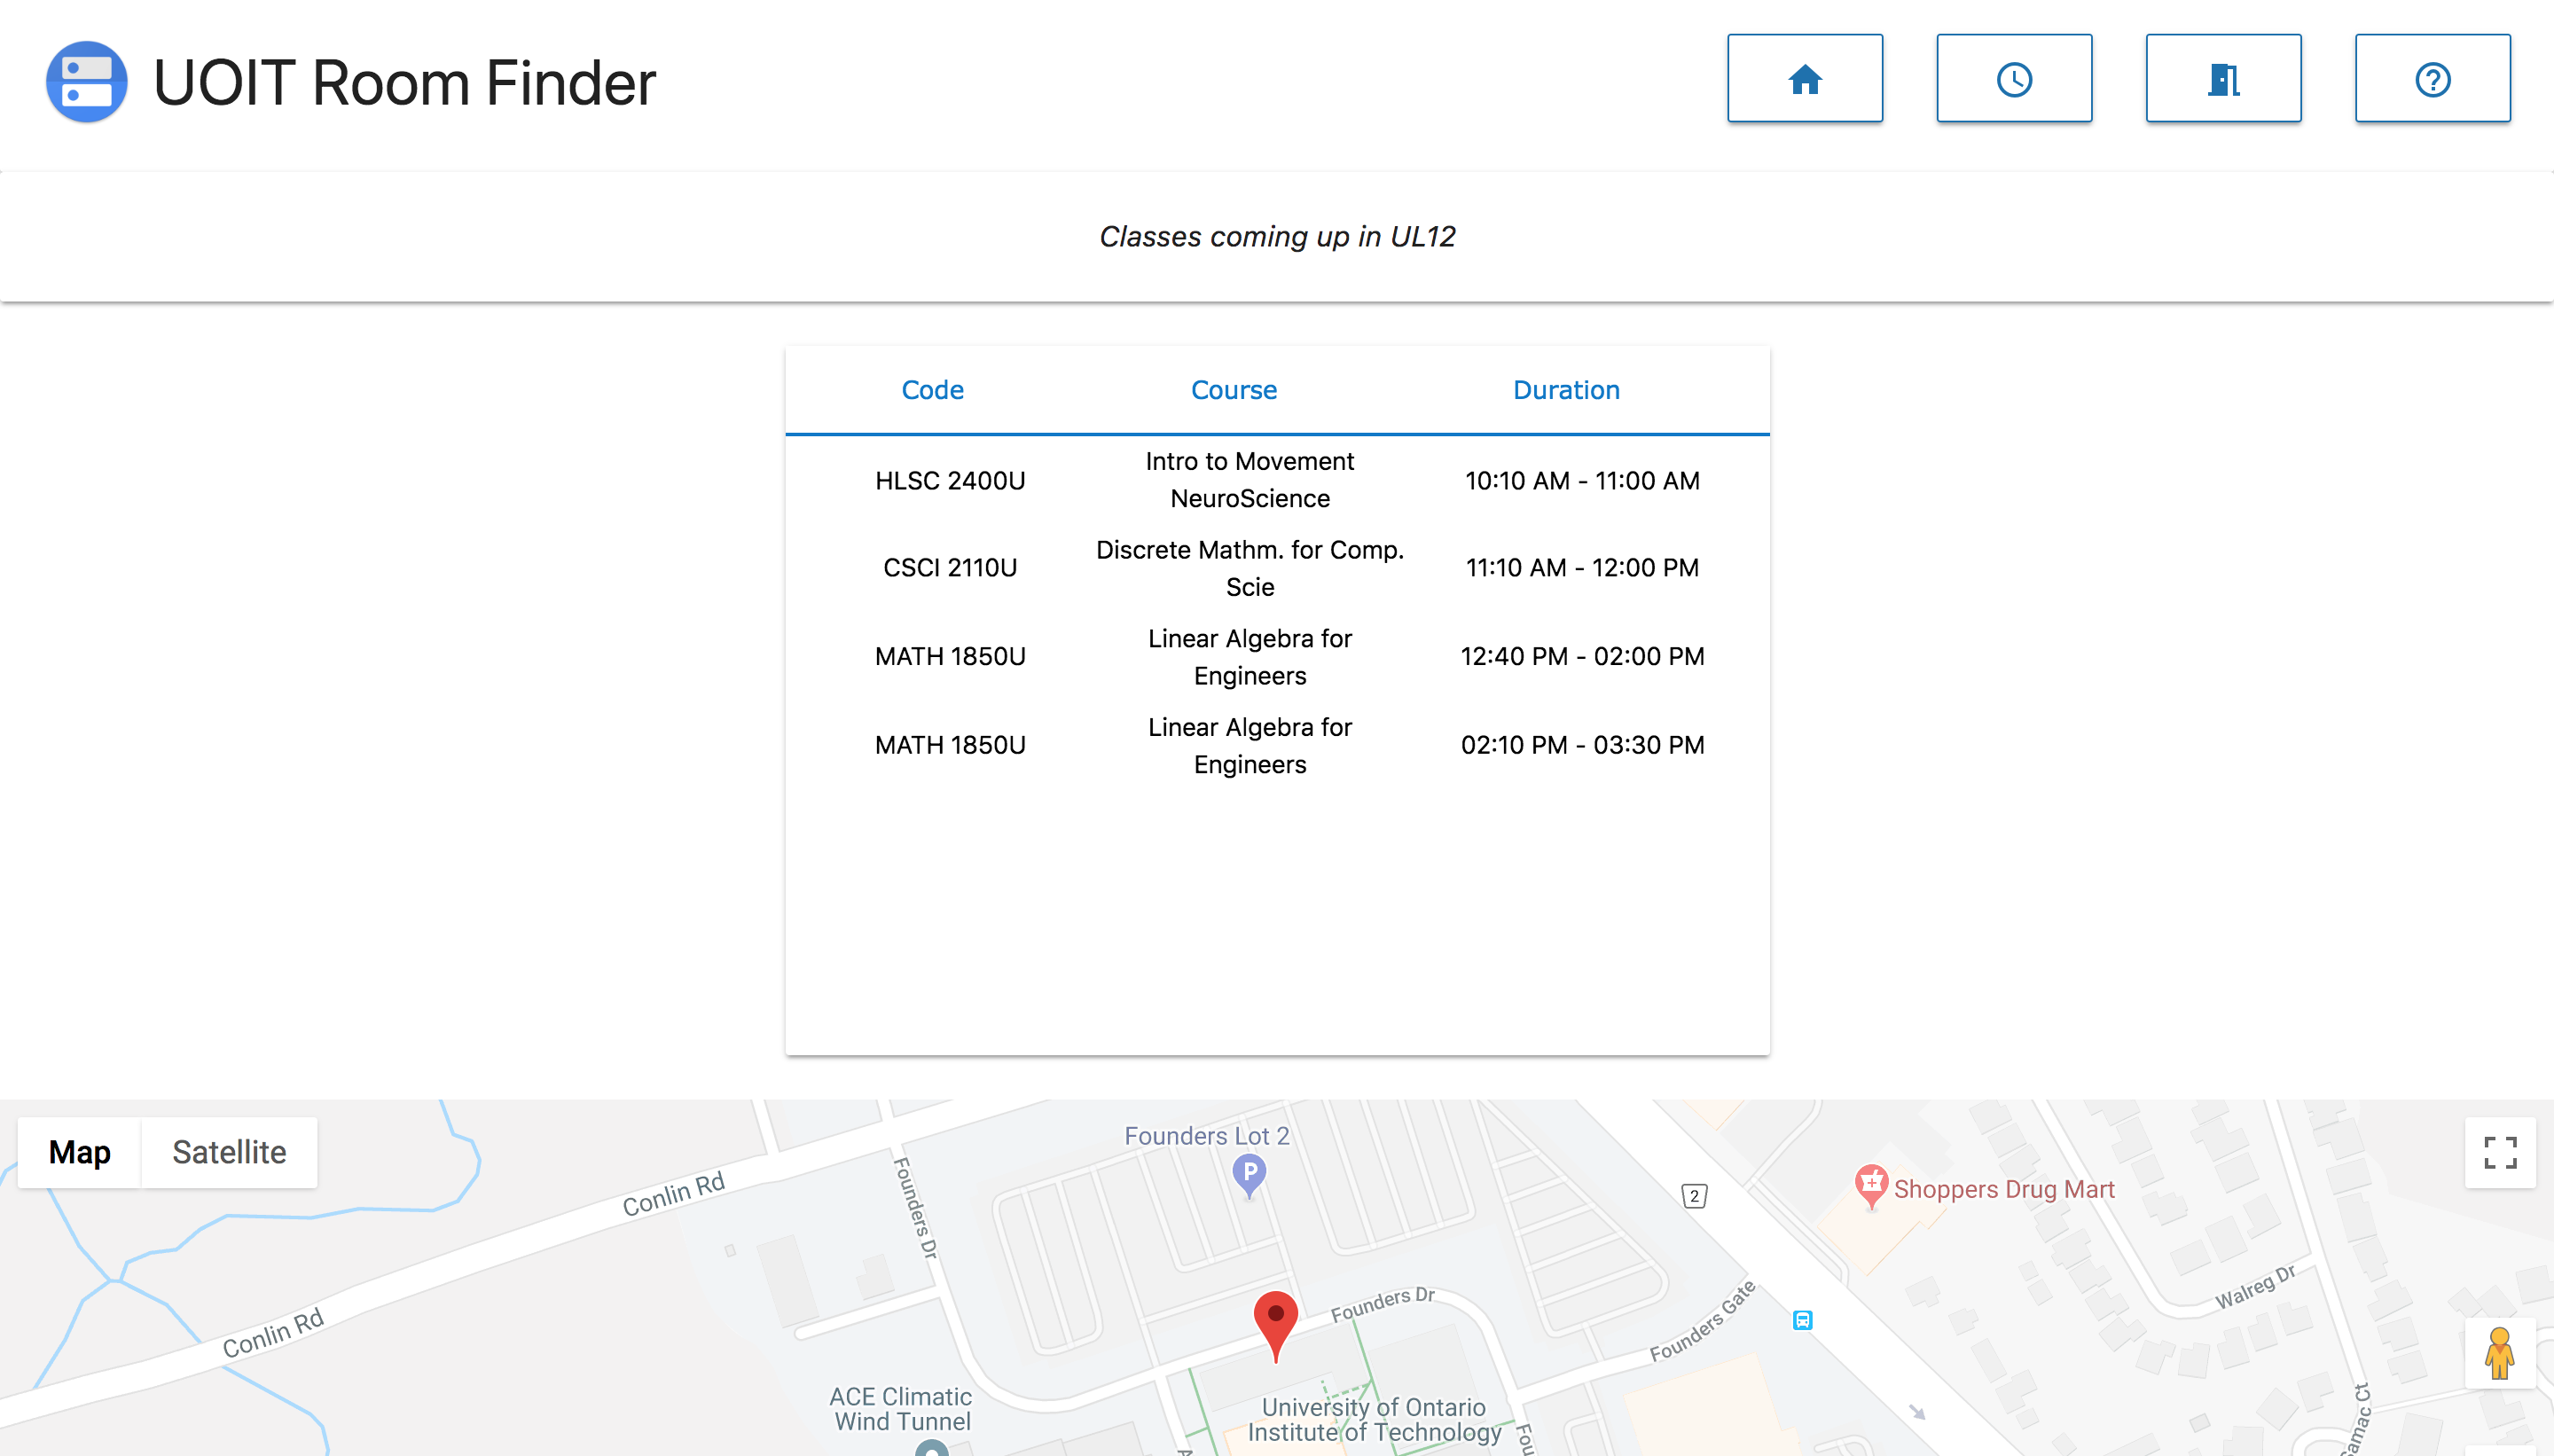 UOIT Room Finder
Classes coming up in UL12
Code Course Duration
HLSC 2400U
Intro to Movement
NeuroScience
10:10 AM - 11:00 AM
CSCI 2110U
Discrete Mathm. for Comp.
Scie
11:10 AM - 12:00 PM
MATH 1850U
Linear Algebra for
Engineers
12:40 PM - 02:00 PM
MATH 1850U
Linear Algebra for
Engineers
02:10 PM - 03:30 PM
Map Satellite
Founders Lot 2
P
Conlin Rd
Founders Dr
2
Shoppers Drug Mart
Conlin Rd
Founders Dr
Founders Gate
Walreg Dr
ACE Climatic
Wind Tunnel
University of Ontario
Institute of Technology
Fou
amac Ct